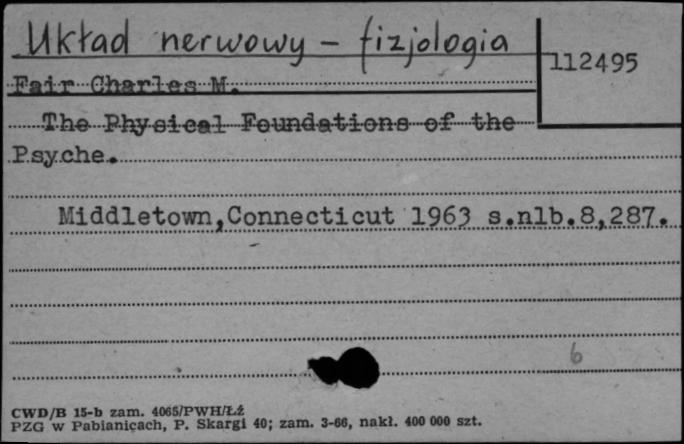 Układ nerwowy - fizjologia
112495
Fair Charles M.
The Physical Foundations of the
Psyche.
Middletown,Connecticut 1963 s.nlb.8,287.
6
CWD/B 15-b zam. 4065/PWH/Łź
PZG w Pabianicach, P. Skargi 40; zam. 3-66, nakł. 400 000 szt.